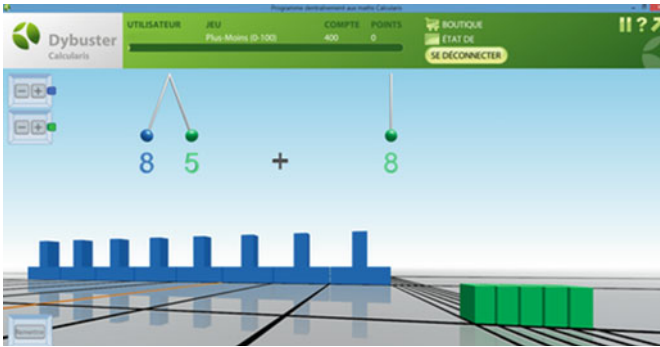 Programme d'entraînement aux maths Calcularis
Dybuster
Calcularis
UTILISATEUR
JEU
COMPTE
POINTS
Plus-Moins (0-100)
400
0
BOUTIQUE
ÉTAT DE
SE DÉCONNECTER
8 5 + 8